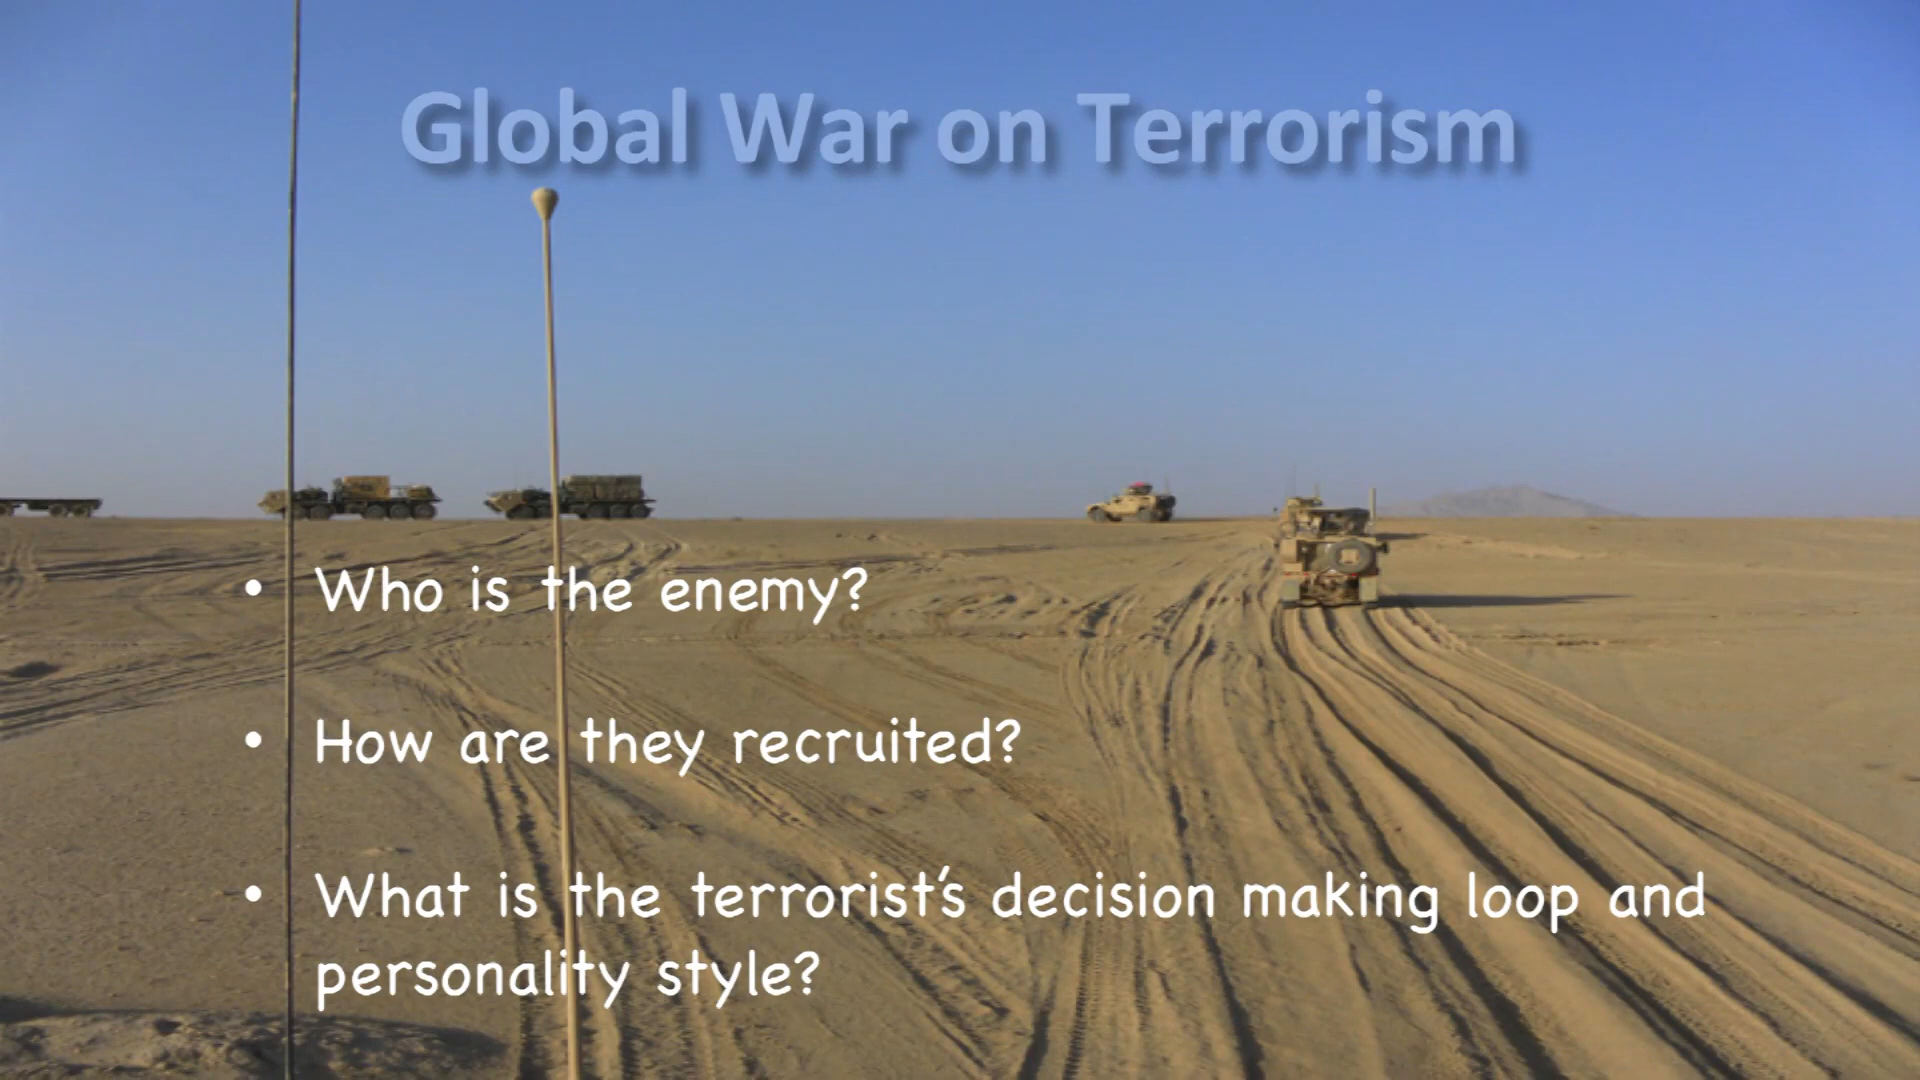 Global War on Terrorism
• Who is the enemy?
• How are they recruited?
• What is the terrorist's decision making loop and
personality style?